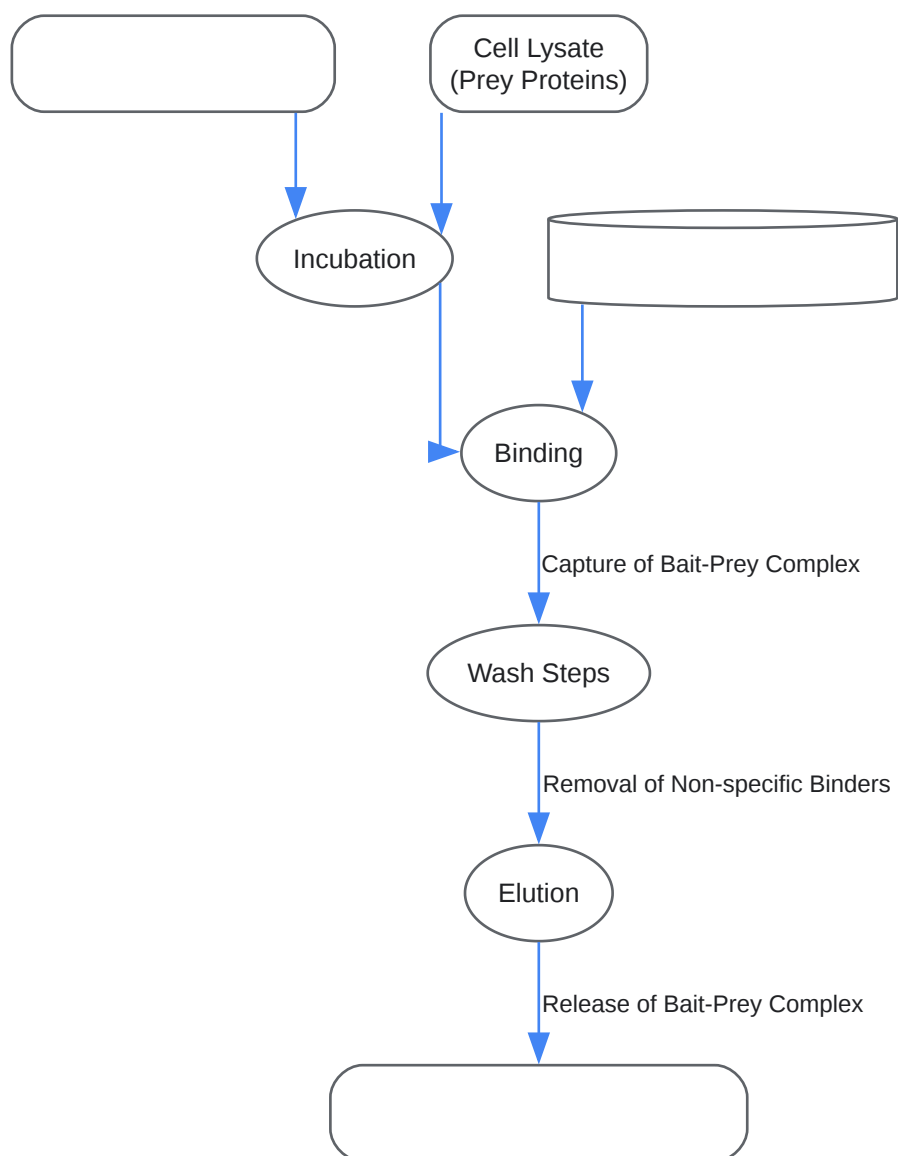 Cell Lysate
(Prey Proteins)
Incubation
Binding
Capture of Bait-Prey Complex
Wash Steps
Removal of Non-specific Binders
Elution
Release of Bait-Prey Complex